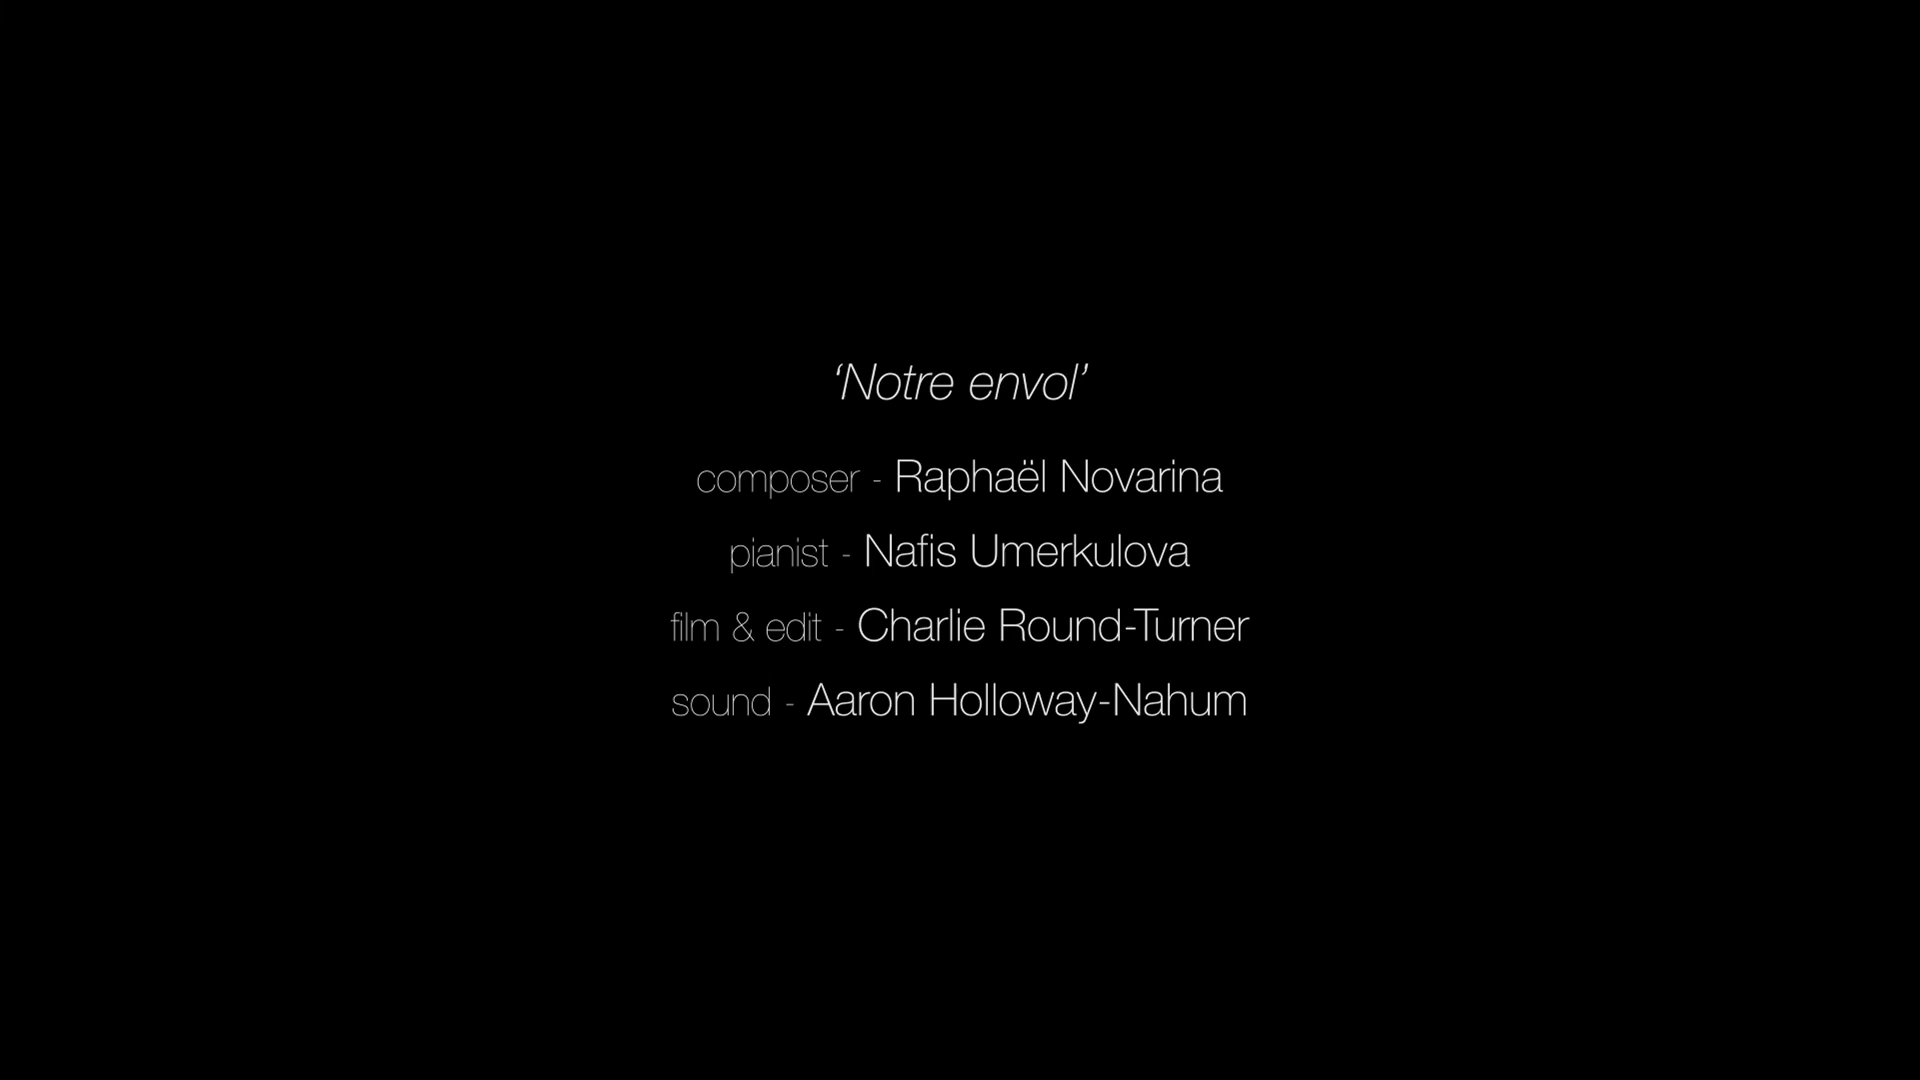 ‘Notre envol’
composer - Raphaël Novarina
pianist - Nafis Umerkulova
film & edit - Charlie Round-Turner
sound - Aaron Holloway-Nahum